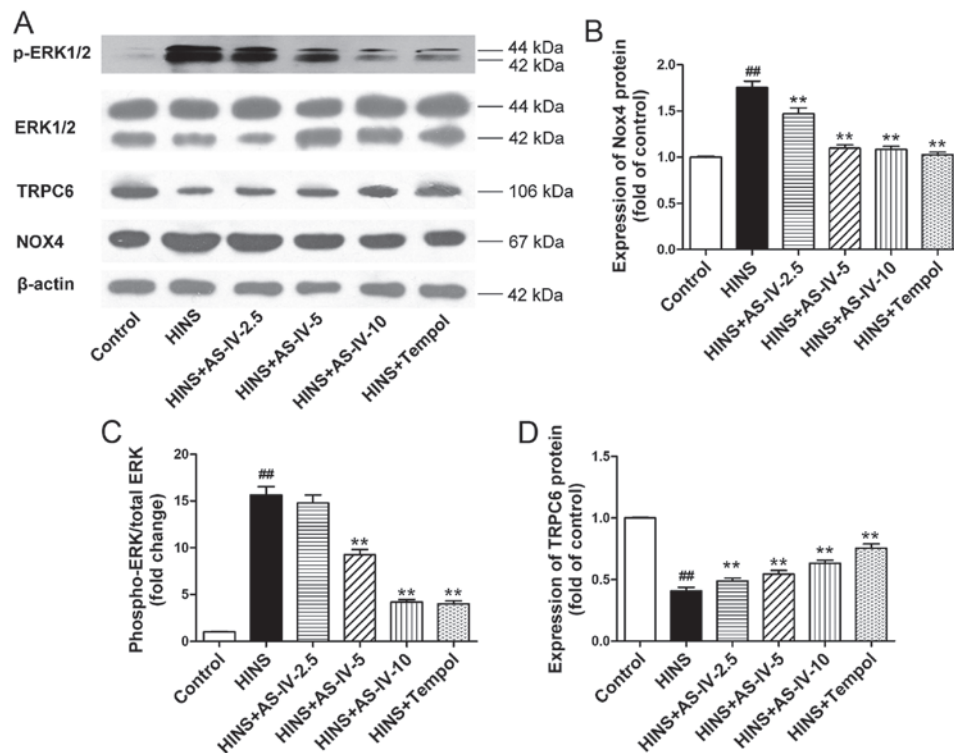 A
p-ERK1/2
44 kDa
42 kDa
ERK1/2
44 kDa
42 kDa
TRPC6
106 kDa
NOX4
67 kDa
β-actin
42 kDa
Control
HINS
HINS+AS-IV-2.5
HINS+AS-IV-5
HINS+AS-IV-10
HINS+Tempol
B
Expression of Nox4 protein
(fold of control)
2.0
1.5
1.0
0.5
0.0
##
**
**
**
**
Control
HINS
HINS+AS-IV-2.5
HINS+AS-IV-5
HINS+AS-IV-10
HINS+Tempol
C
Phospho-ERK/total ERK
(fold change)
20
15
10
5
0
##
**
**
**
Control
HINS
HINS+AS-IV-2.5
HINS+AS-IV-5
HINS+AS-IV-10
HINS+Tempol
D
Expression of TRPC6 protein
(fold of control)
1.5
1.0
0.5
0.0
##
**
**
**
**
Control
HINS
HINS+AS-IV-2.5
HINS+AS-IV-5
HINS+AS-IV-10
HINS+Tempol